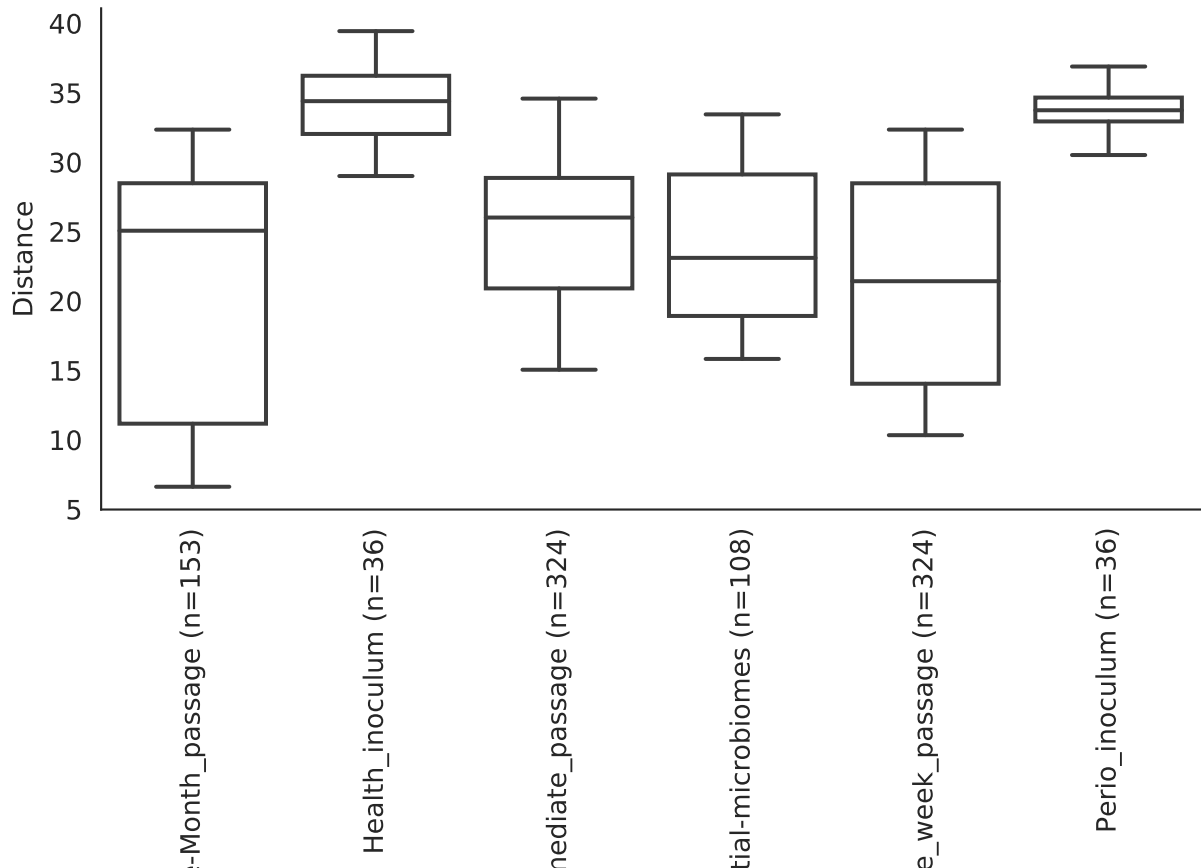 40
35
30
25
20
15
10
5
Distance
e-Month_passage (n=153)
Health_inoculum (n=36)
nediate_passage (n=324)
tial-microbiomes (n=108)
e_week_passage (n=324)
Perio_inoculum (n=36)